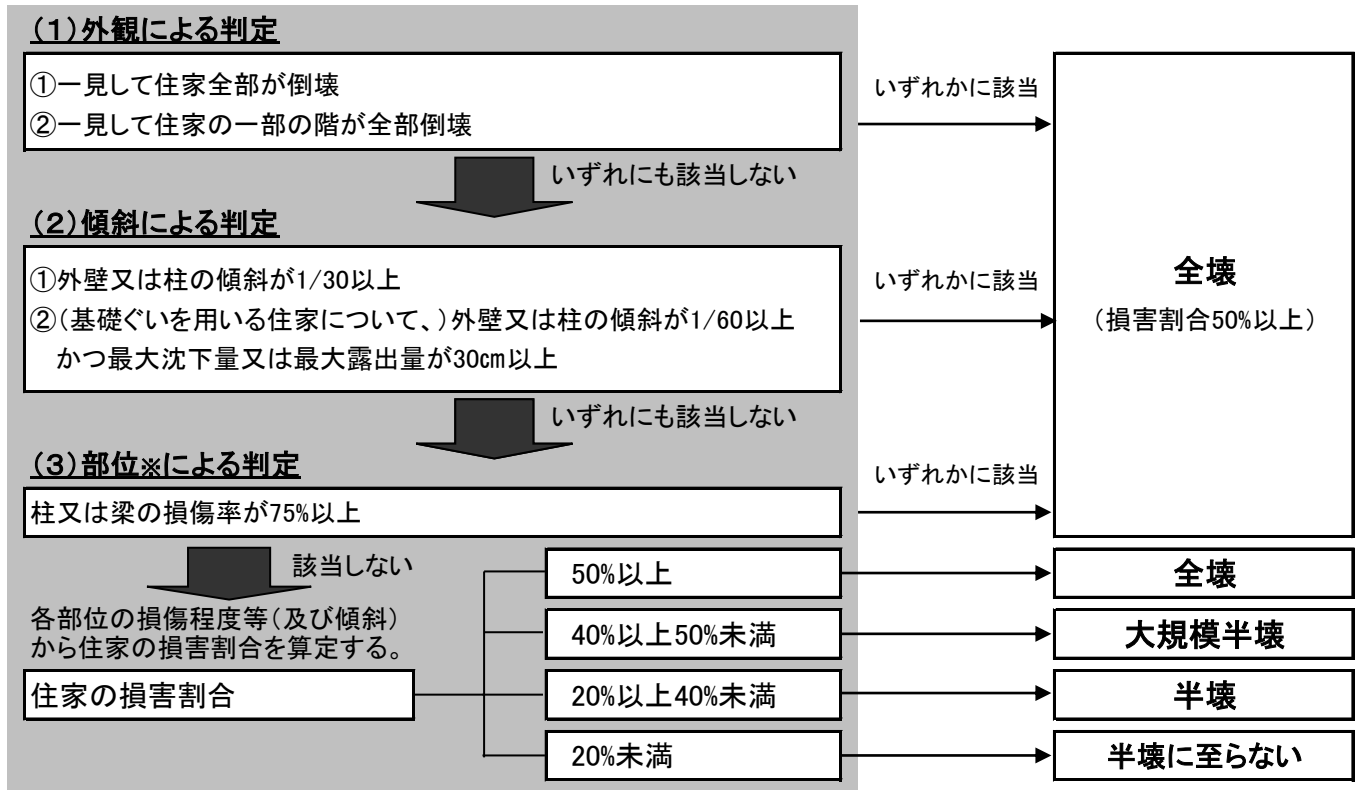 （１）外観による判定
①一見して住家全部が倒壊
②一見して住家の一部の階が全部倒壊
いずれかに該当
いずれにも該当しない
（２）傾斜による判定
①外壁又は柱の傾斜が1/30以上
②（基礎ぐいを用いる住家について、）外壁又は柱の傾斜が1/60以上
かつ最大沈下量又は最大露出量が30㎝以上
いずれかに該当
全壊
（損害割合50%以上）
いずれにも該当しない
（３）部位※による判定
柱又は梁の損傷率が75%以上
いずれかに該当
該当しない
各部位の損傷程度等（及び傾斜）
から住家の損害割合を算定する。
住家の損害割合
50%以上
全壊
40%以上50%未満
大規模半壊
20%以上40%未満
半壊
20%未満
半壊に至らない